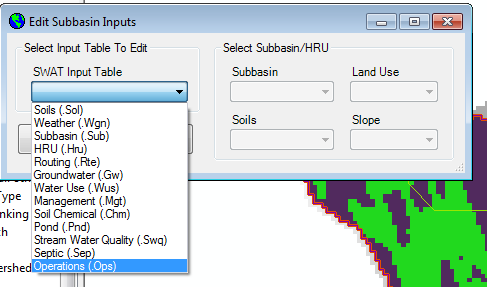 Edit Subbasin Inputs
Select Input Table To Edit
SWAT Input Table
Soils (.Sol)
Weather (.Wgn)
Subbasin (.Sub)
HRU (.Hru)
Routing (.Rte)
Groundwater (.Gw)
Water Use (.Wus)
Management (.Mgt)
Soil Chemical (.Chm)
Pond (.Pnd)
Stream Water Quality (.Swq)
Septic (.Sep)
Operations (.Ops)
Select Subbasin/HRU
Subbasin
Land Use
Soils
Slope
Type